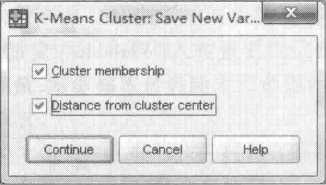 K-Means Cluster: Save New Var...
Cluster membership
Distance from cluster center
Continue
Cancel
Help